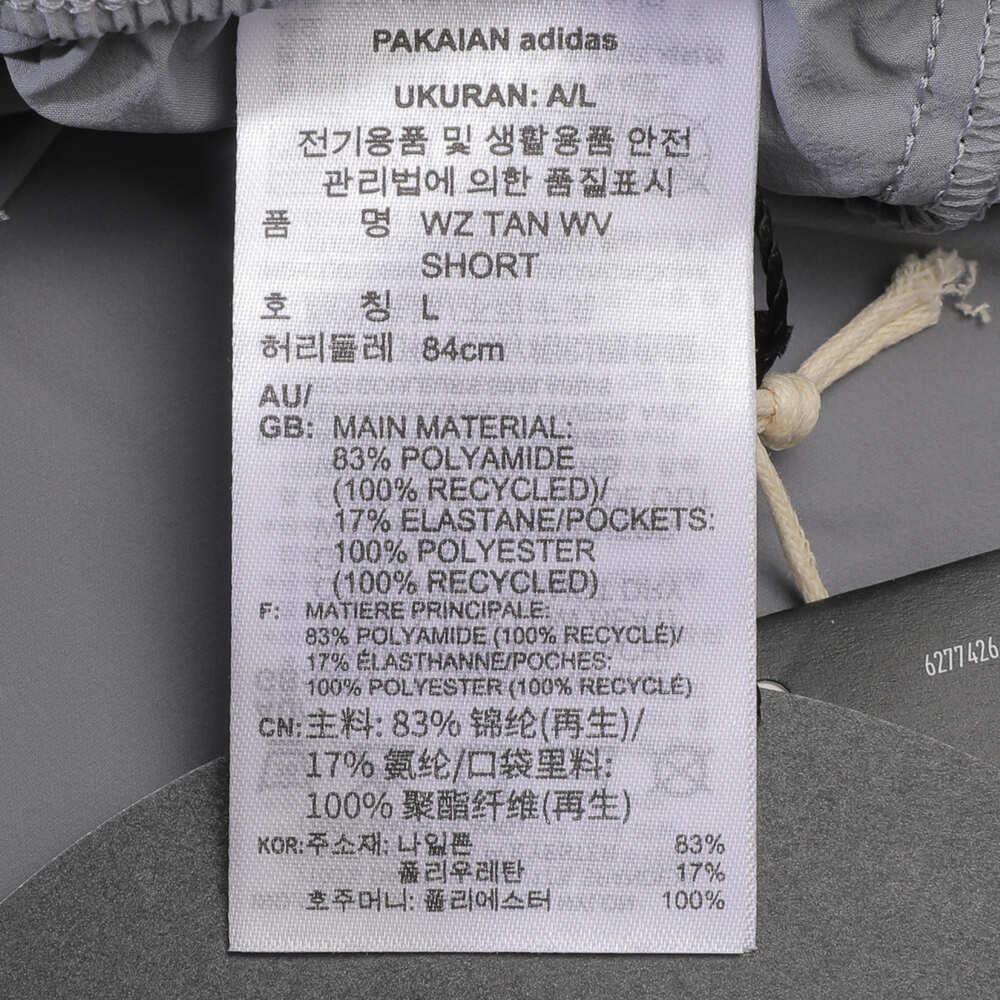 PAKAIAN adidas
UKURAN: A/L
전기용품 및 생활용품 안전
관리법에 의한 품질표시
품 명 WZ TAN WV
SHORT
호 칭 L
허리둘레 84cm
AU/
GB: MAIN MATERIAL:
83% POLYAMIDE
(100% RECYCLED)/
17% ELASTANE/POCKETS:
100% POLYESTER
(100% RECYCLED)
F: MATIERE PRINCIPALE:
83% POLYAMIDE (100% RECYCLÉ)/
17% ÉLASTHANNE/POCHES:
100% POLYESTER (100% RECYCLÉ)
CN: 主料: 83% 锦纶(再生)/
17% 氨纶/口袋里料:
100% 聚酯纤维(再生)
KOR: 주소재: 나일론 83%
폴리우레탄 17%
호주머니: 폴리에스터 100%
6277426